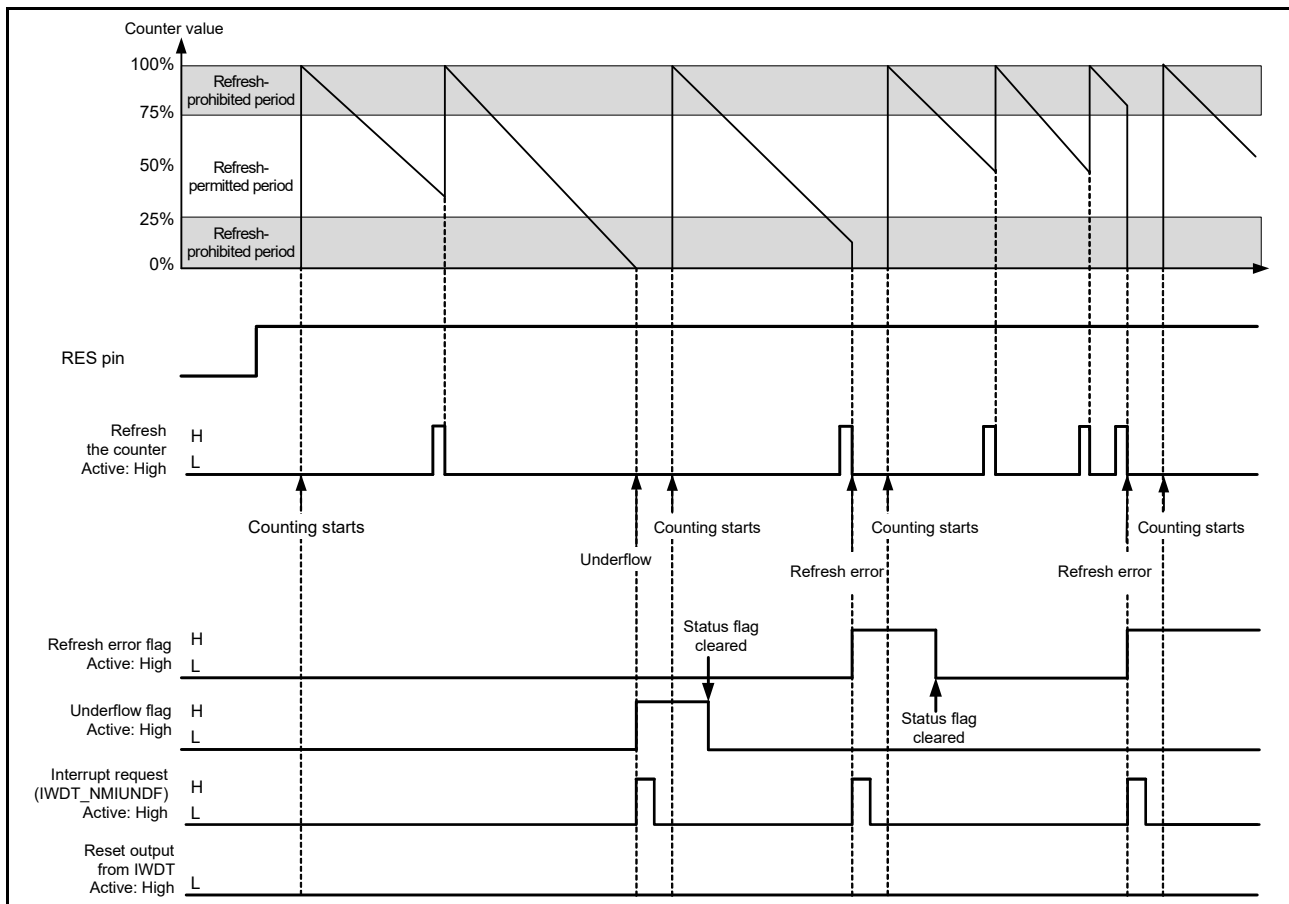 Counter value
100%
Refresh-
prohibited period
75%
50%
Refresh-
permitted period
25%
Refresh-
prohibited period
0%
RES pin
Refresh
the counter
Active: High
H
L
Counting starts
Counting starts
Counting starts
Counting starts
Underflow
Refresh error
Refresh error
Refresh error flag
Active: High
H
L
Status flag
cleared
Underflow flag
Active: High
H
L
Status flag
cleared
Interrupt request
(IWDT_NMIUNDF)
Active: High
H
L
Reset output
from IWDT
Active: High
L